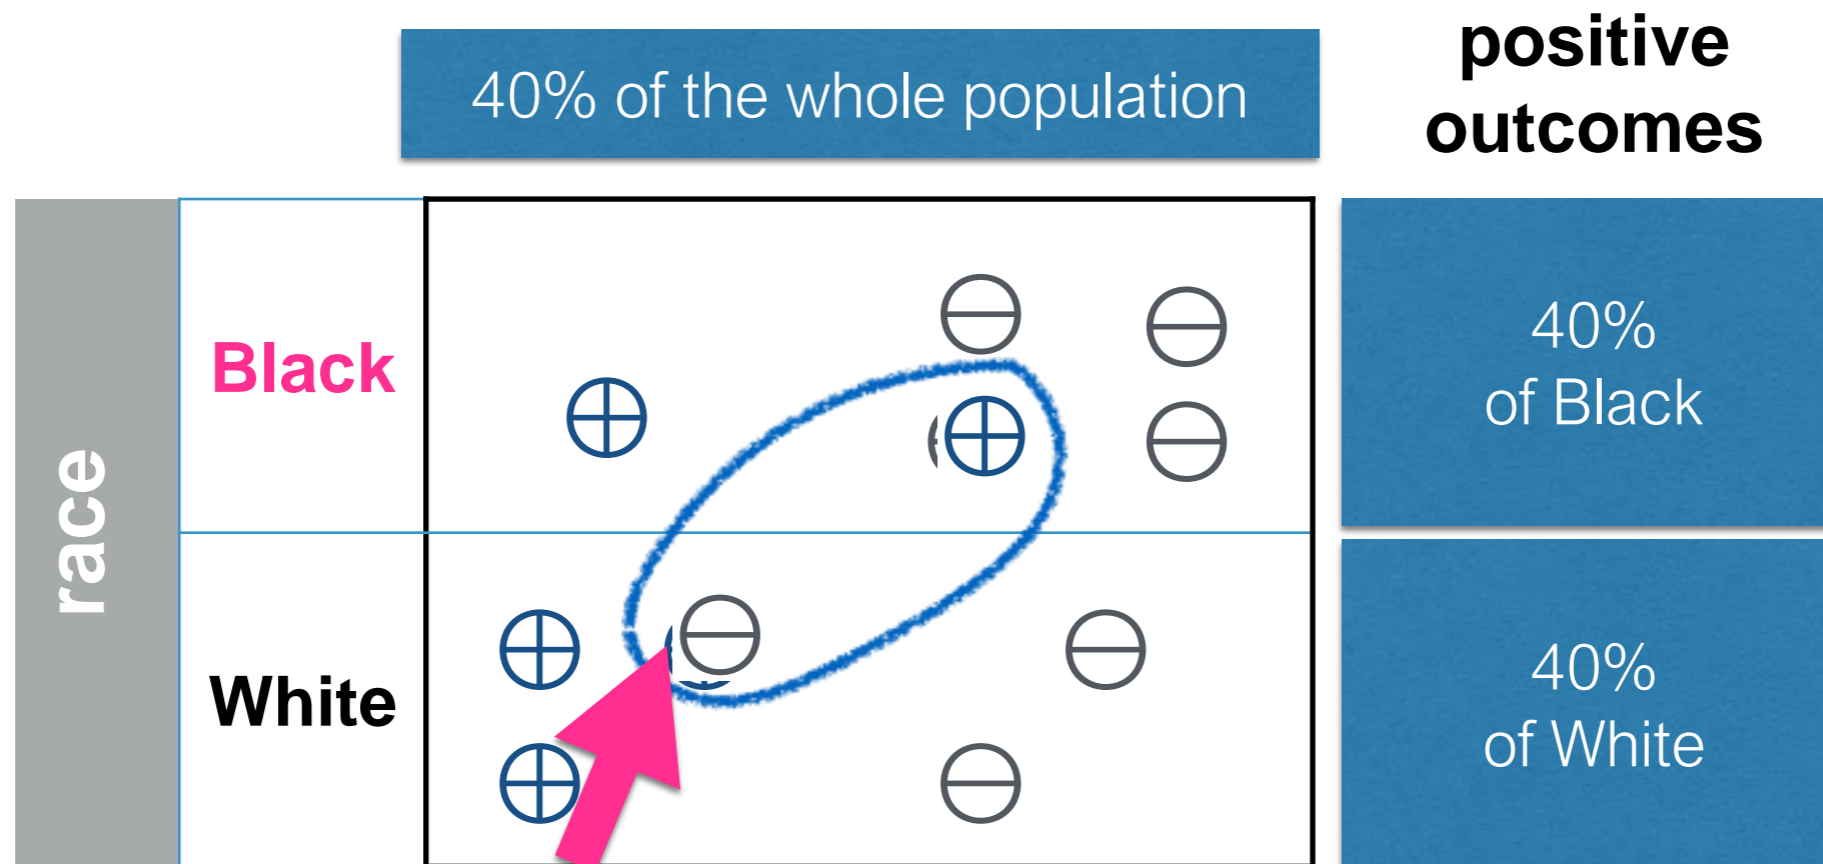 40% of the whole population
positive
outcomes
race
Black
40%
of Black
White
40%
of White